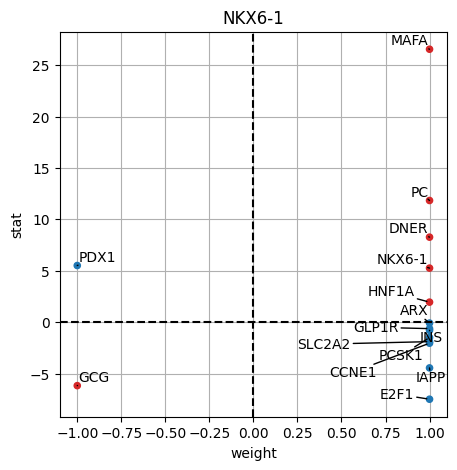 NKX6-1
MAFA
25
20
15
PC
10
DNER
stat
PDX1
NKX6-1
5
HNF1A
ARX
0
GLP1R
INS
SLC2A2
PCSK1
CCNE1
GCG
IAPP
−5
E2F1
−1.00 −0.75 −0.50 −0.25 0.00 0.25 0.50 0.75 1.00
weight